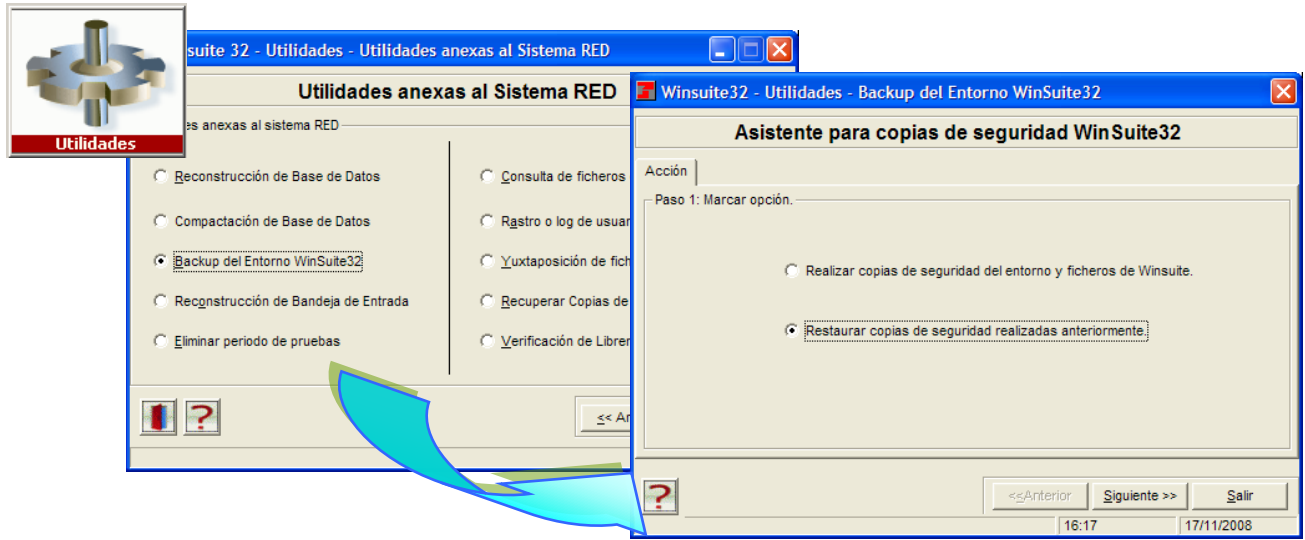 Utilidades
suite 32 - Utilidades - Utilidades anexas al Sistema RED
Utilidades anexas al Sistema RED
es anexas al sistema RED
Reconstrucción de Base de Datos
Compactación de Base de Datos
Backup del Entorno WinSuite32
Reconstrucción de Bandeja de Entrada
Eliminar periodo de pruebas
Consulta de ficheros
Rastro o log de usuar
Yuxtaposición de fich
Recuperar Copias de
Verificación de Librer
<< An
Winsuite32 - Utilidades - Backup del Entorno WinSuite32
Asistente para copias de seguridad WinSuite32
Acción
Paso 1: Marcar opción.
Realizar copias de seguridad del entorno y ficheros de Winsuite.
Restaurar copias de seguridad realizadas anteriormente.
<<Anterior Siguiente >> Salir
16:17 17/11/2008